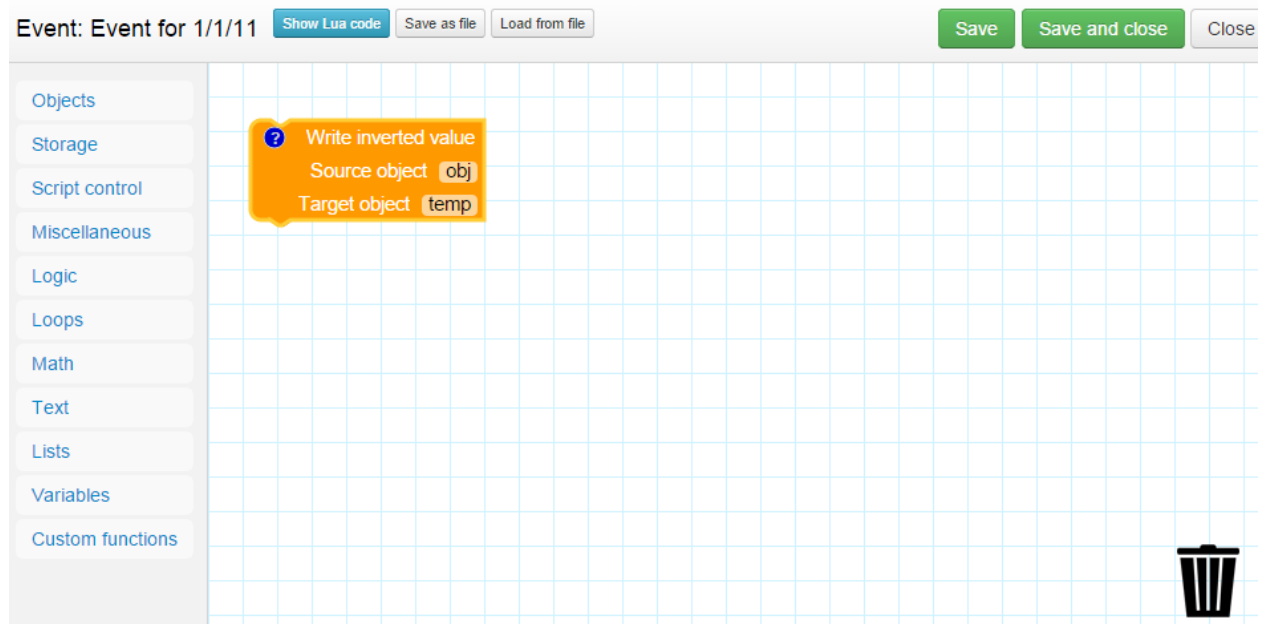 Event: Event for 1/1/11 Show Lua code Save as file Load from file Save Save and close Close
Objects
Storage
Script control
Miscellaneous
Logic
Loops
Math
Text
Lists
Variables
Custom functions
? Write inverted value
Source object obj
Target object temp